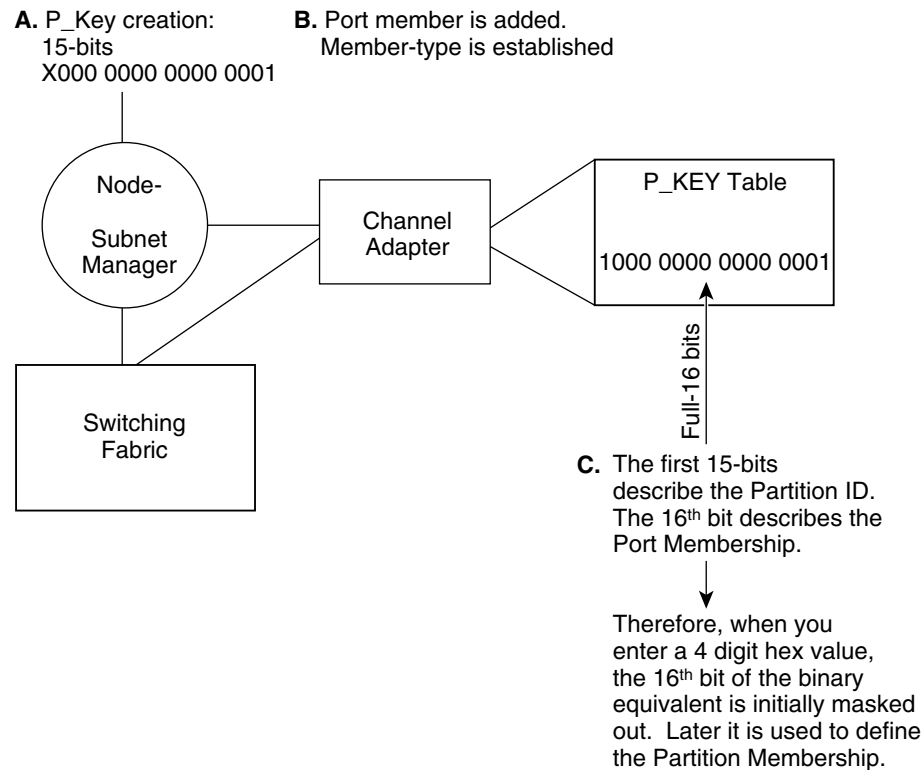 A. P_Key creation:
15-bits
X000 0000 0000 0001
B. Port member is added.
Member-type is established
Node-
Subnet
Manager
Channel
Adapter
P_KEY Table
1000 0000 0000 0001
Switching
Fabric
Full-16 bits
C. The first 15-bits
describe the Partition ID.
The 16th bit describes the
Port Membership.
Therefore, when you
enter a 4 digit hex value,
the 16th bit of the binary
equivalent is initially masked
out. Later it is used to define
the Partition Membership.